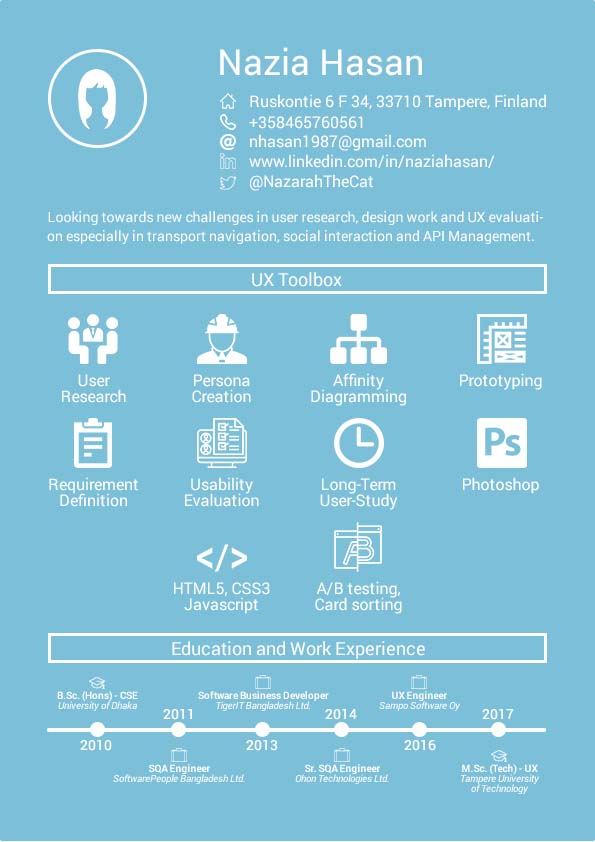 Nazia Hasan
Ruskontie 6 F 34, 33710 Tampere, Finland
+358465760561
@ nhasan1987@gmail.com
in www.linkedin.com/in/naziahasan/
@NazarahTheCat
Looking towards new challenges in user research, design work and UX evaluati-
on especially in transport navigation, social interaction and API Management.
UX Toolbox
User
Research
Persona
Creation
Affinity
Diagramming
Prototyping
Requirement
Definition
Usability
Evaluation
Long-Term
User-Study
Ps
Photoshop
</>
HTML5, CSS3
Javascript
AB
A/B testing,
Card sorting
Education and Work Experience
B.Sc. (Hons) - CSE
University of Dhaka
2010
2011
SQA Engineer
SoftwarePeople Bangladesh Ltd.
Software Business Developer
TigerIT Bangladesh Ltd.
2013
2014
Sr. SQA Engineer
Ohon Technologies Ltd.
UX Engineer
Sampo Software Oy
2016
2017
M.Sc. (Tech) - UX
Tampere University
of Technology